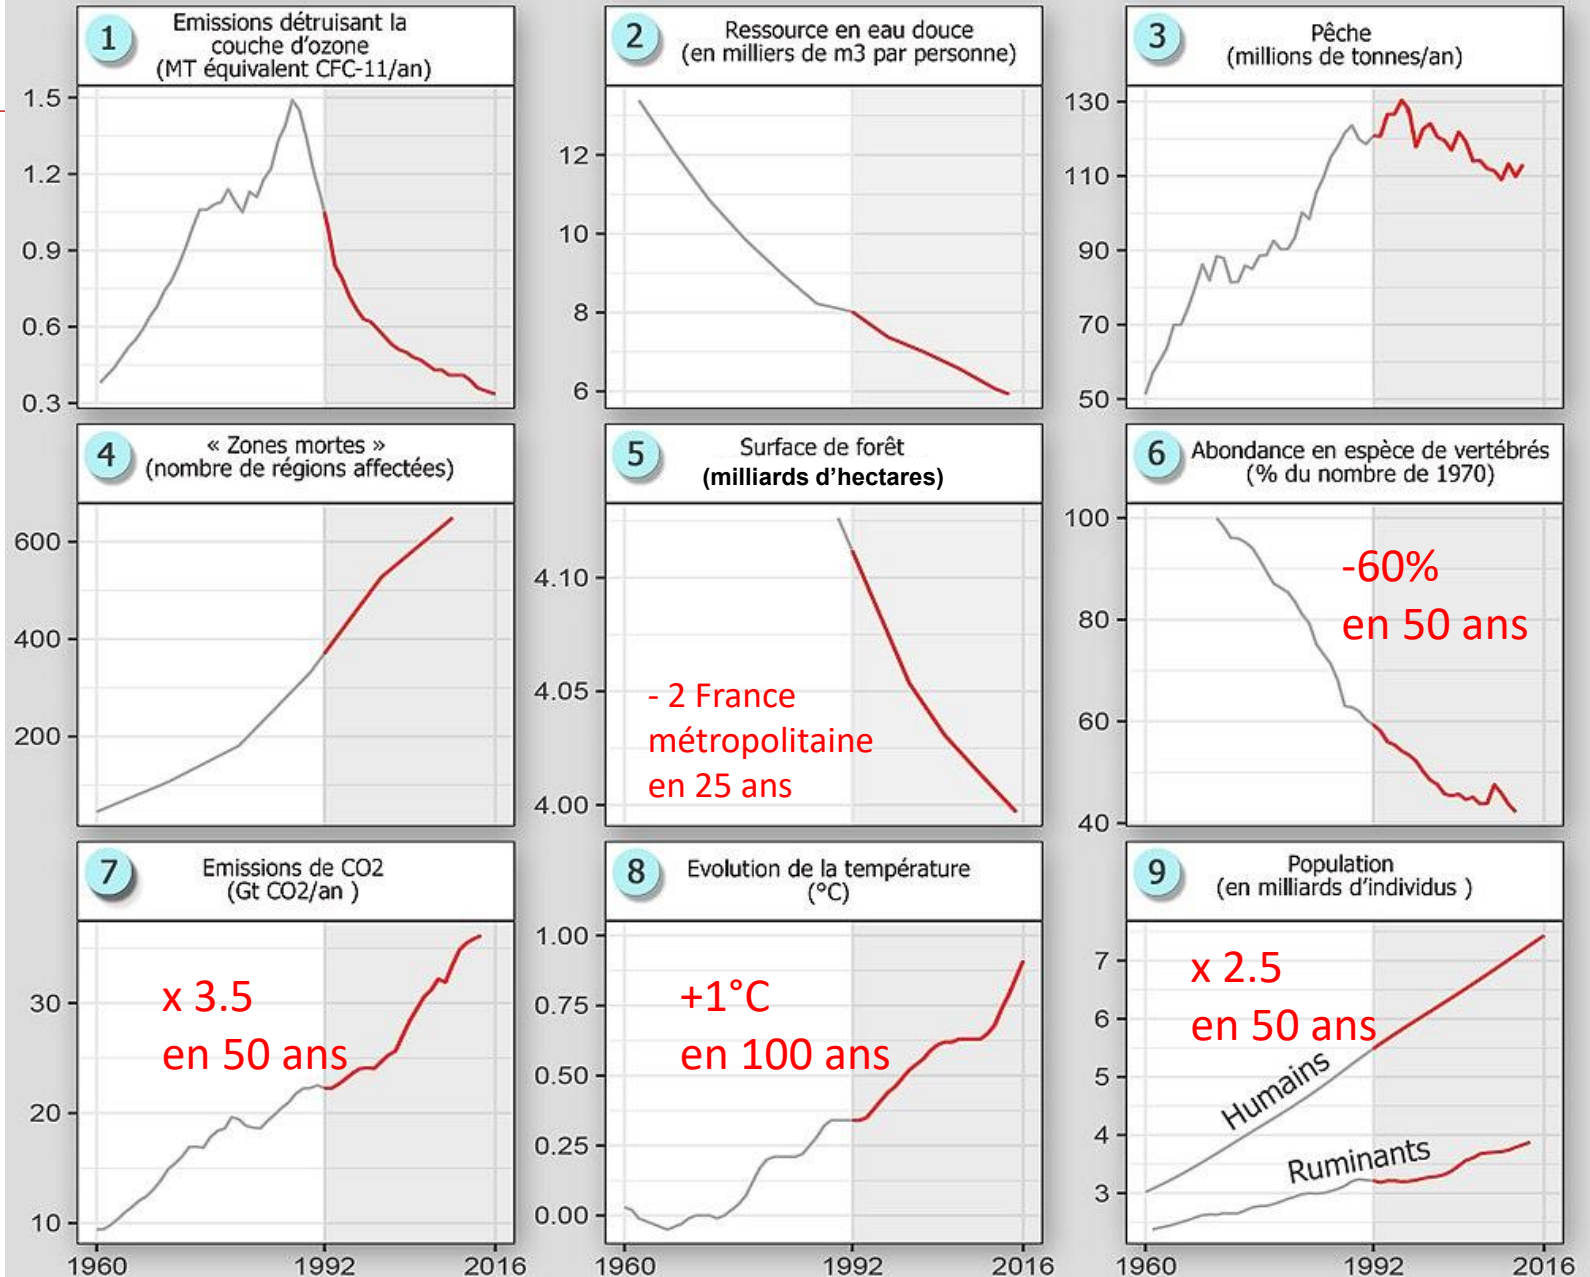 1
Emissions détruisant la
couche d'ozone
(MT équivalent CFC-11/an)
1.5
1.2
0.9
0.6
0.3
2
Ressource en eau douce
(en milliers de m3 par personne)
12
10
8
6
3
Pêche
(millions de tonnes/an)
130
110
90
70
50
4
« Zones mortes »
(nombre de régions affectées)
600
400
200
5
Surface de forêt
(milliards d'hectares)
4.10
4.05
4.00
- 2 France
métropolitaine
en 25 ans
6
Abondance en espèce de vertébrés
(% du nombre de 1970)
100
80
60
40
-60%
en 50 ans
7
Emissions de CO2
(Gt CO2/an )
30
20
10
x 3.5
en 50 ans
1960
1992
2016
8
Evolution de la température
(°C)
1.00
0.75
0.50
0.25
0.00
+1°C
en 100 ans
1960
1992
2016
9
Population
(en milliards d'individus )
7
6
5
4
3
x 2.5
en 50 ans
Humains
Ruminants
1960
1992
2016